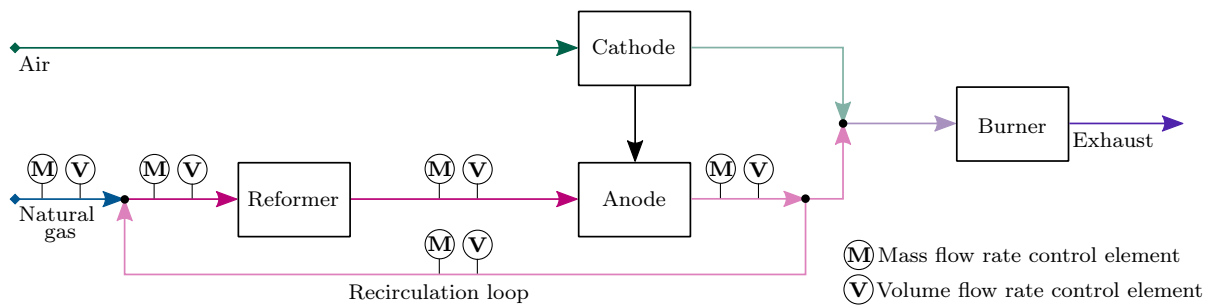 Cathode
Air
Burner
Exhaust
M V
M V
M V
M V
Reformer
Anode
Natural
gas
M V
Recirculation loop
M Mass flow rate control element
V Volume flow rate control element